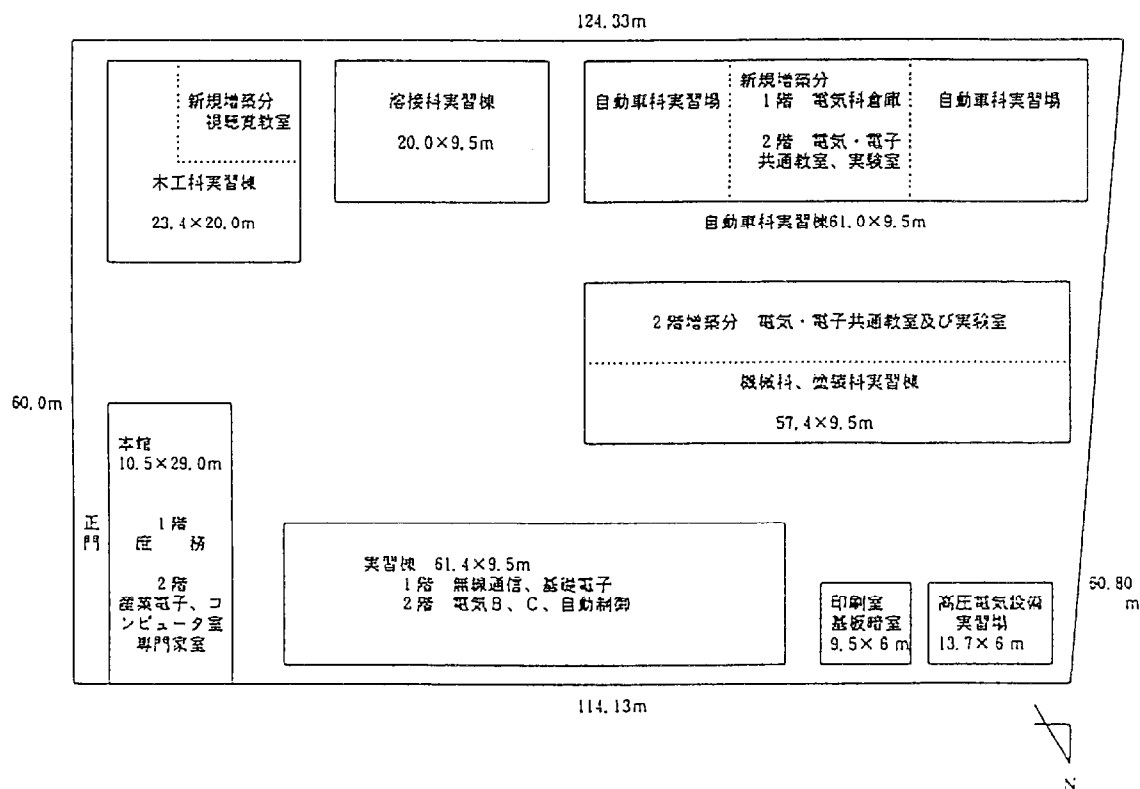 124.33m
新規増築分
視聴覚教室
木工科実習棟
23.4×20.0m
溶接科実習棟
20.0×9.5m
自動車科実習場
新規増築分
1階 電気科倉庫
2階 電気・電子
共通教室、実験室
自動車科実習場
自動車科実習棟61.0×9.5m
2階増築分 電気・電子共通教室及び実験室
機械科、塗装科実習棟
57.4×9.5m
60.0m
本館
10.5×29.0m
正門
1階
庶 務
2階
産業電子、コ
ンピュータ室
専門家室
実習棟 61.4×9.5m
1階 無線通信、基礎電子
2階 電気B、C、自動制御
印刷室
基板暗室
9.5×6m
高圧電気設備
実習場
13.7×6m
60.80
m
114.13m
N